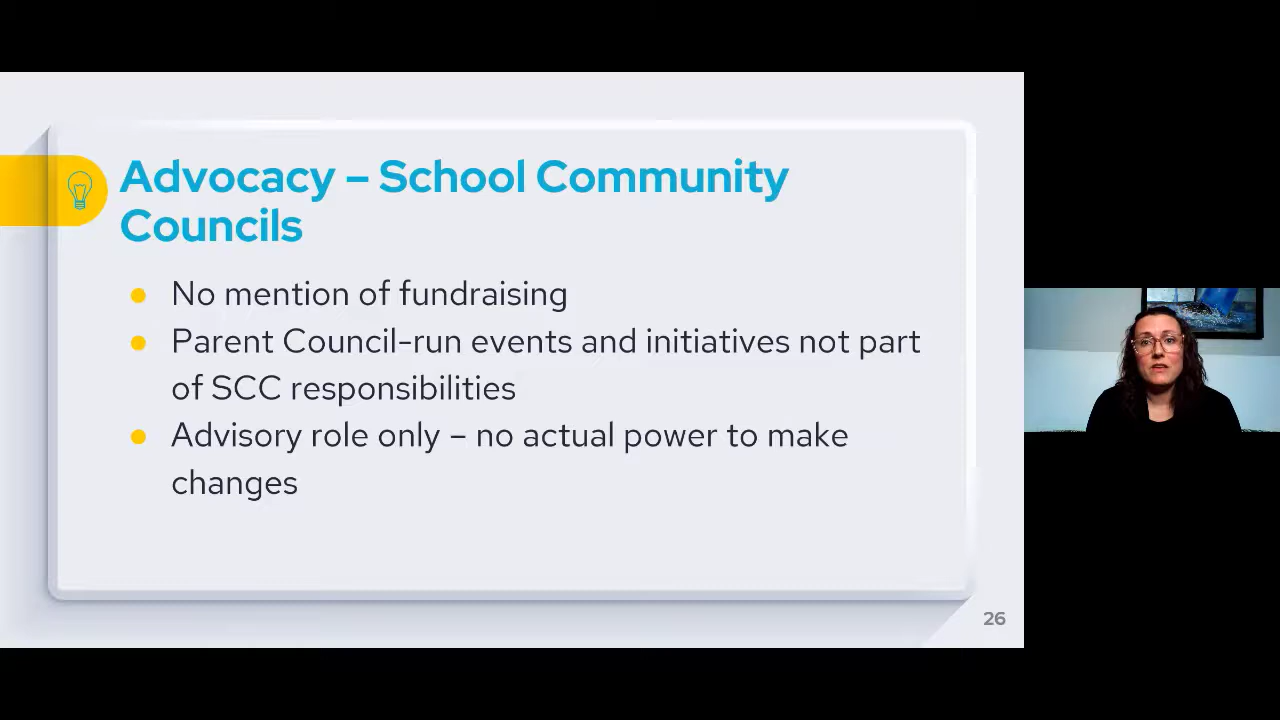 Advocacy – School Community
Councils
● No mention of fundraising
● Parent Council-run events and initiatives not part
of SCC responsibilities
● Advisory role only – no actual power to make
changes
26